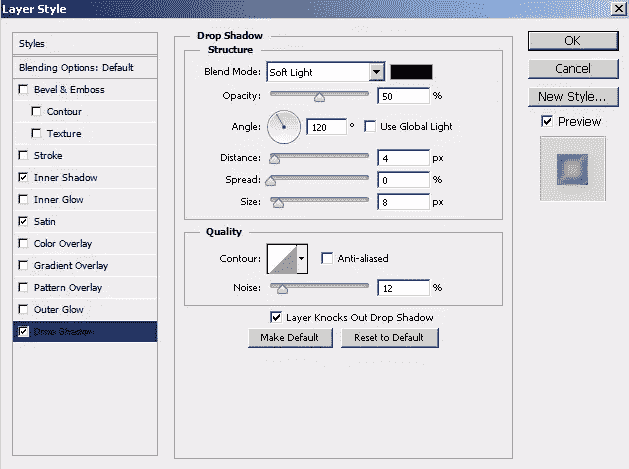 Layer Style
Styles
Blending Options: Default
Bevel & Emboss
Contour
Texture
Stroke
Inner Shadow
Inner Glow
Satin
Color Overlay
Gradient Overlay
Pattern Overlay
Outer Glow
Drop Shadow
Drop Shadow
Structure
Blend Mode: Soft Light
Opacity: 50 %
Angle: 120 ° Use Global Light
Distance: 4 px
Spread: 0 %
Size: 8 px
Quality
Contour: Anti-aliased
Noise: 12 %
Layer Knocks Out Drop Shadow
Make Default Reset to Default
OK
Cancel
New Style...
Preview